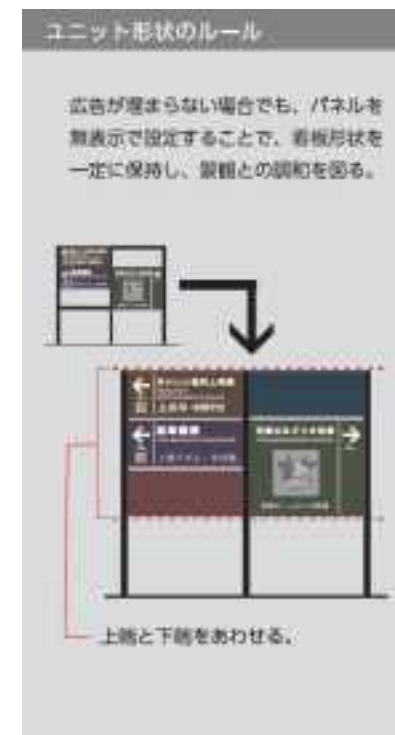 ユニット形状のルール
広告が埋まらない場合でも、パネルを
無表示で設定することで、看板形状を
一定に保持し、景観との調和を図る。
上端と下端をあわせる。